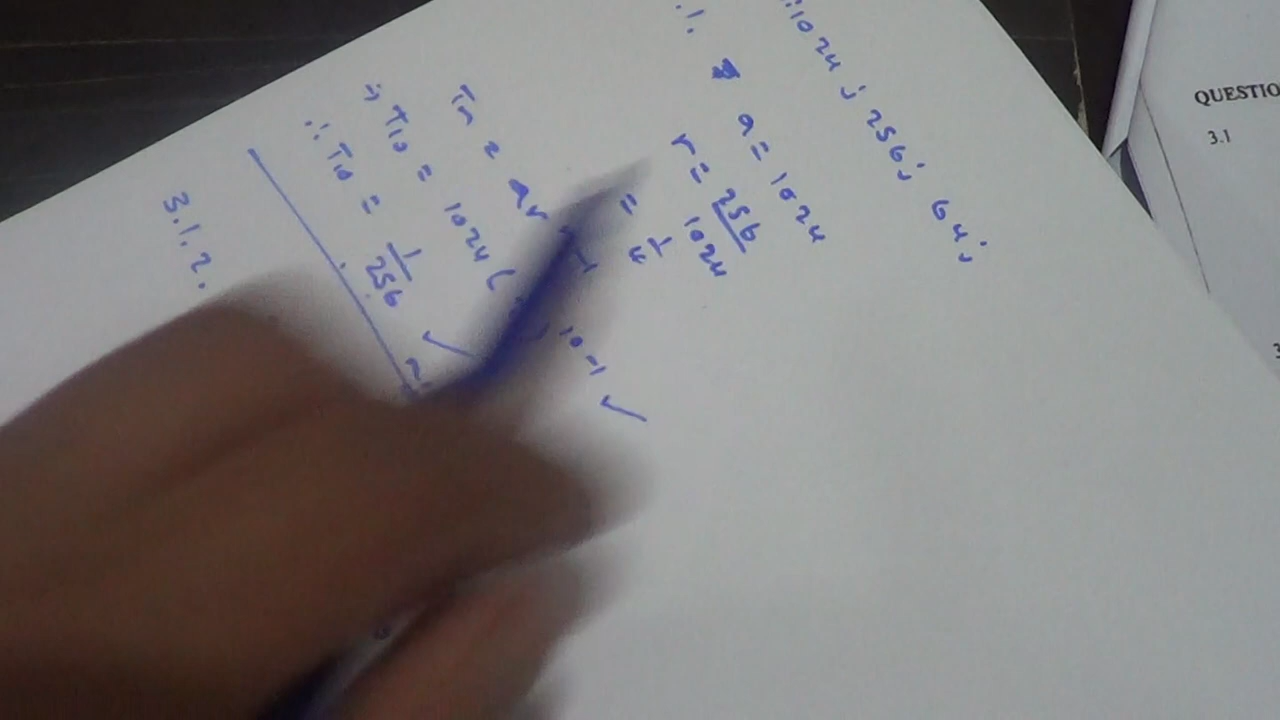 1024 ; 256 ; 64 ;
.1.
a = 1024
r = 256/1024
= 1/4
Tn = ar
⇒ T10 = 1024 ( ) 10-1 ✓
∴ T10 = 1/256 ✓
3.1.2.
QUESTIO
3.1
3